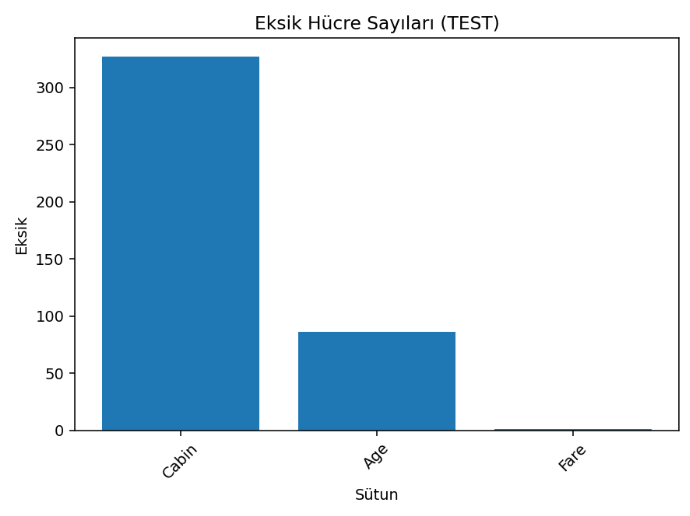 Eksik Hücre Sayıları (TEST)
300
250
200
150
100
50
0
Eksik
Cabin
Age
Fare
Sütun